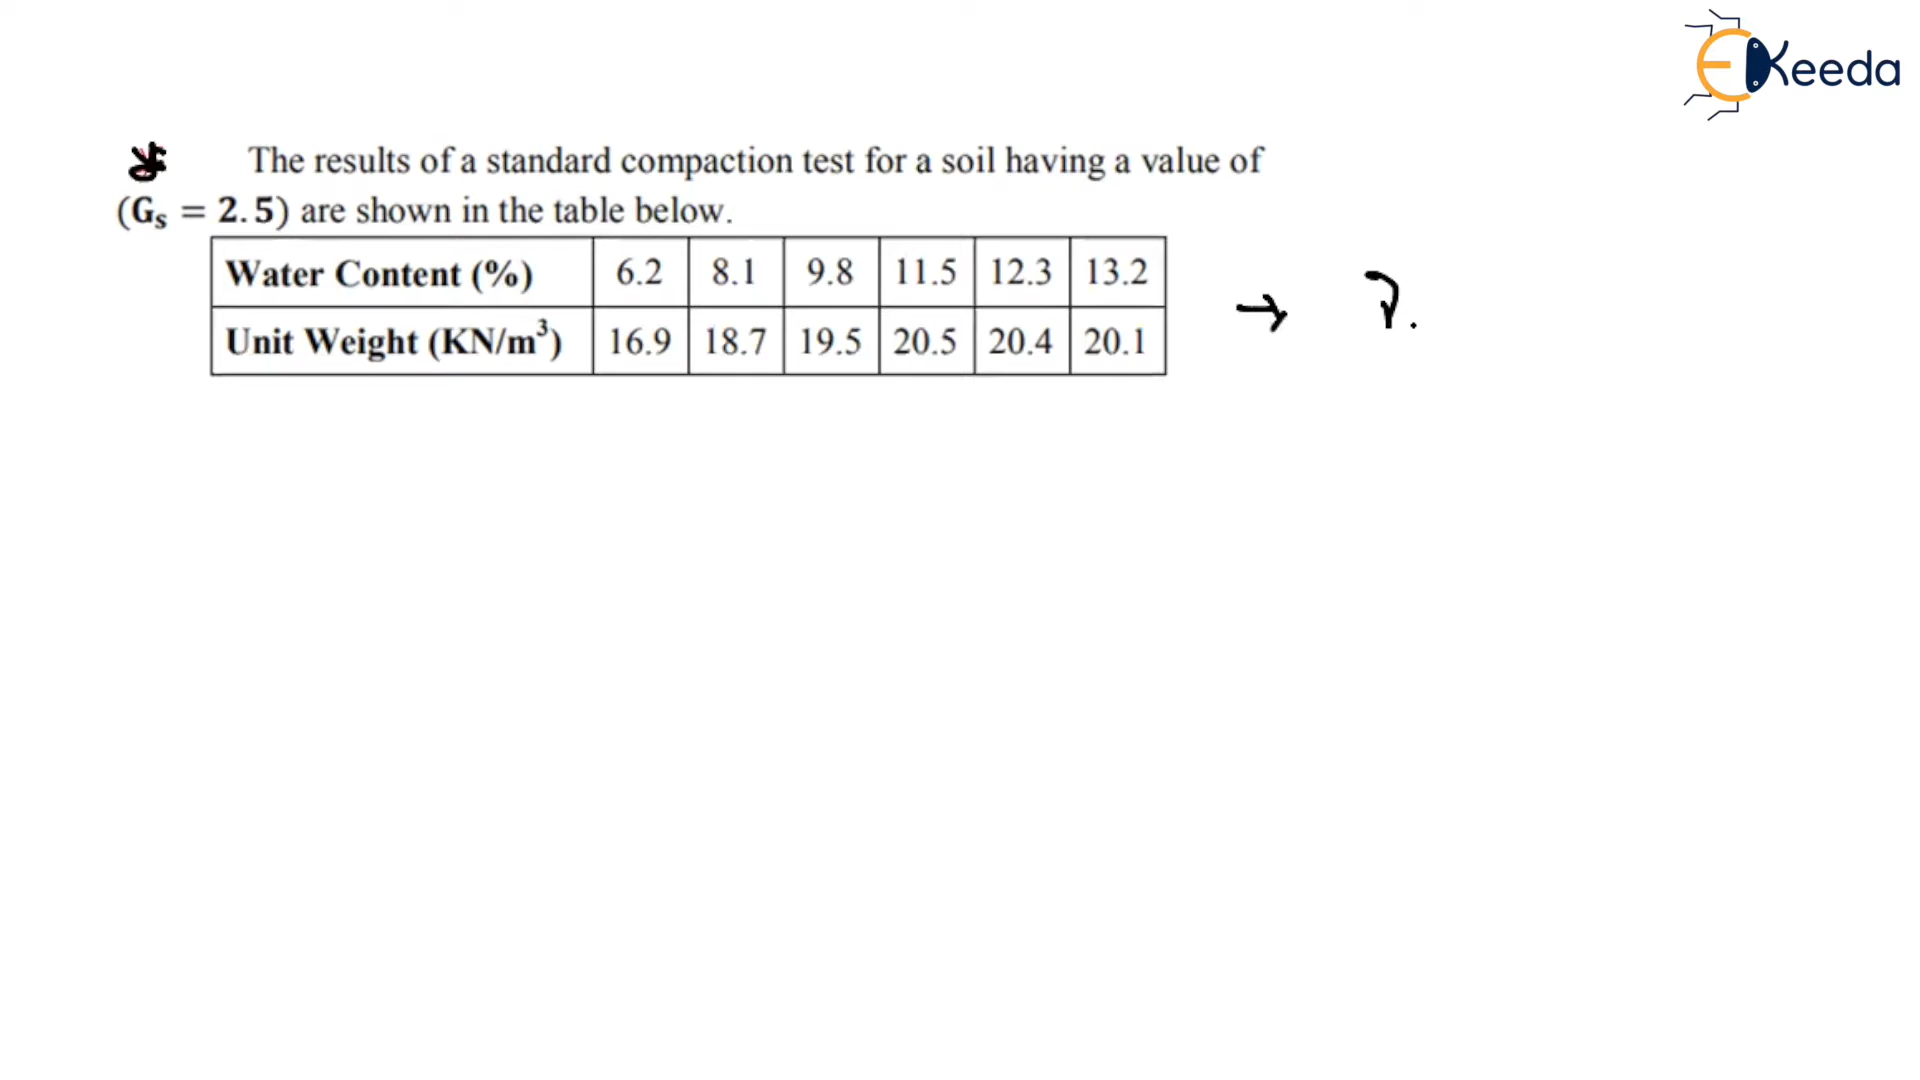 EKeeda
The results of a standard compaction test for a soil having a value of
(Gₛ = 2.5) are shown in the table below.
Water Content (%) 6.2 8.1 9.8 11.5 12.3 13.2
Unit Weight (KN/m³) 16.9 18.7 19.5 20.5 20.4 20.1
→